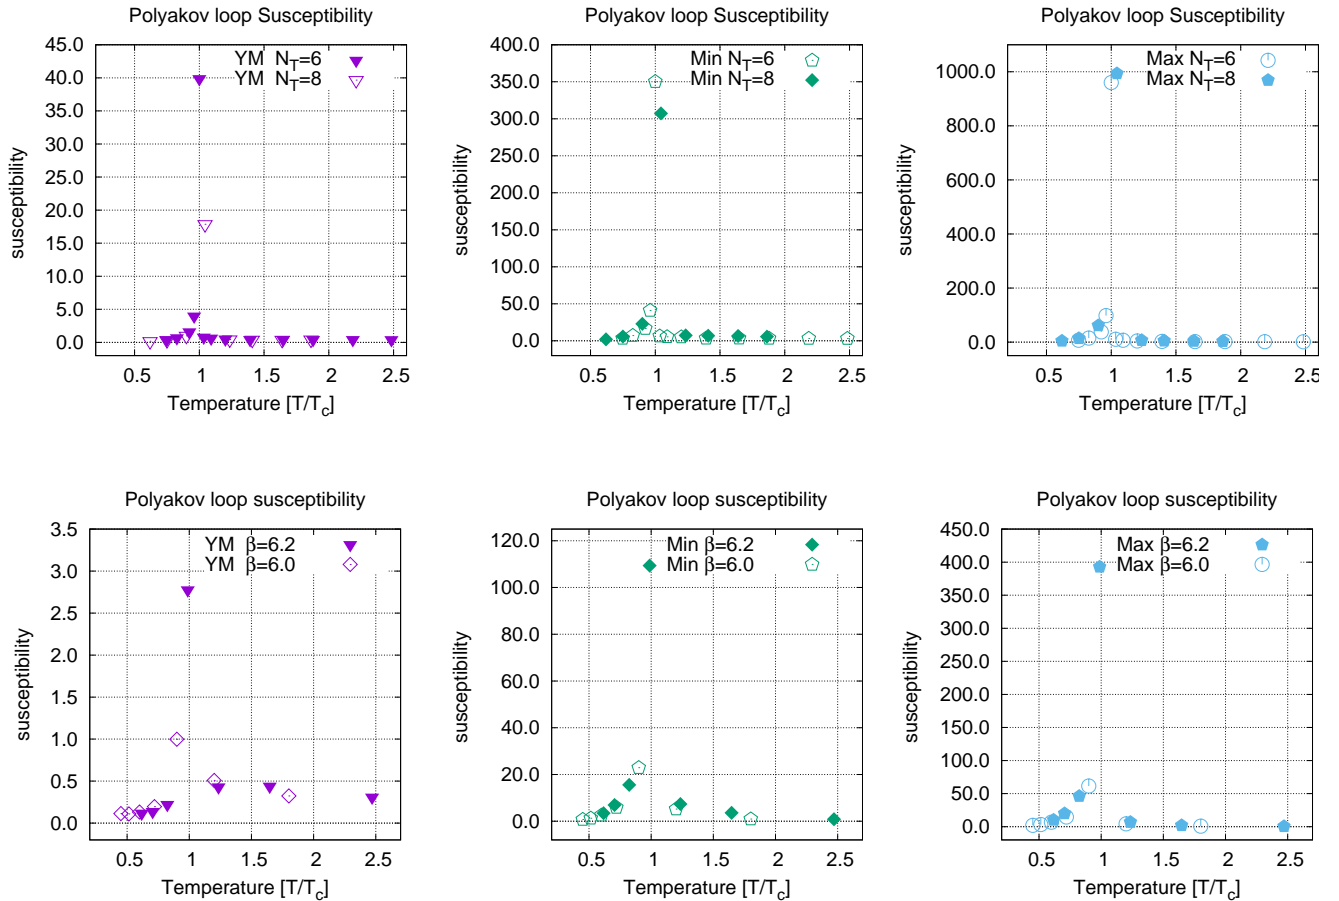 Polyakov loop Susceptibility
45.0
40.0
35.0
30.0
25.0
20.0
15.0
10.0
5.0
0.0
susceptibility
YM N_T=6
YM N_T=8
0.5 1 1.5 2 2.5
Temperature [T/T_c]
Polyakov loop Susceptibility
400.0
350.0
300.0
250.0
200.0
150.0
100.0
50.0
0.0
susceptibility
Min N_T=6
Min N_T=8
0.5 1 1.5 2 2.5
Temperature [T/T_c]
Polyakov loop Susceptibility
1000.0
800.0
600.0
400.0
200.0
0.0
susceptibility
Max N_T=6
Max N_T=8
0.5 1 1.5 2 2.5
Temperature [T/T_c]
Polyakov loop susceptibility
3.5
3.0
2.5
2.0
1.5
1.0
0.5
0.0
susceptibility
YM β=6.2
YM β=6.0
0.5 1 1.5 2 2.5
Temperature [T/T_c]
Polyakov loop susceptibility
120.0
100.0
80.0
60.0
40.0
20.0
0.0
susceptibility
Min β=6.2
Min β=6.0
0.5 1 1.5 2 2.5
Temperature [T/T_c]
Polyakov loop susceptibility
450.0
400.0
350.0
300.0
250.0
200.0
150.0
100.0
50.0
0.0
susceptibility
Max β=6.2
Max β=6.0
0.5 1 1.5 2 2.5
Temperature [T/T_c]